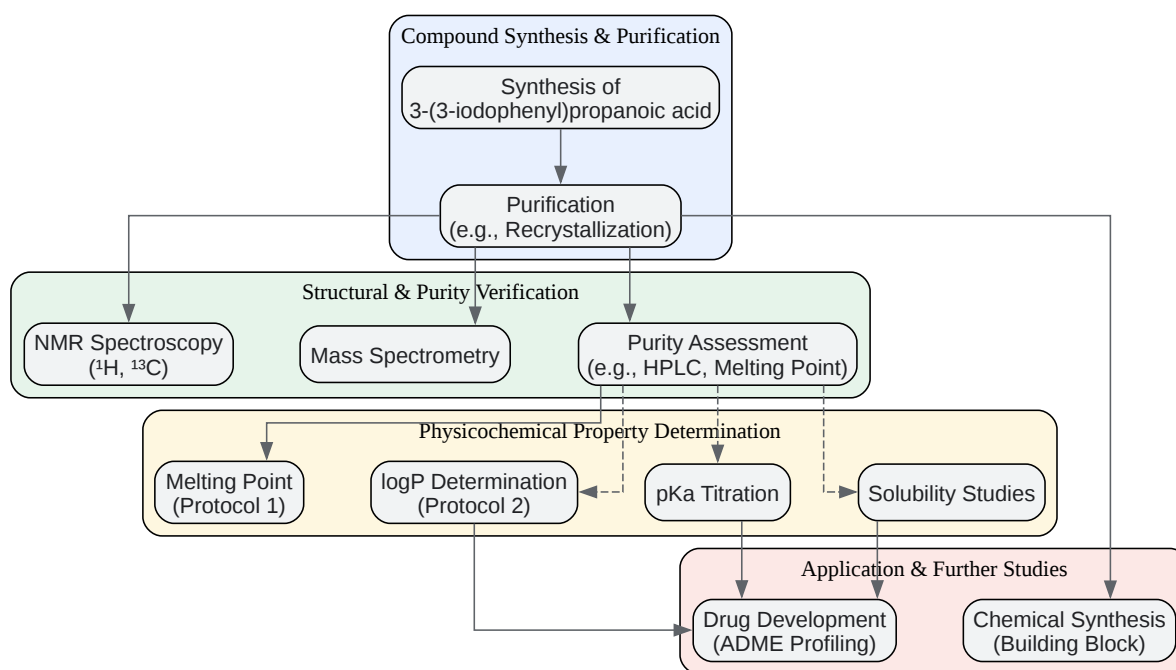 Compound Synthesis & Purification
Synthesis of
3-(3-iodophenyl)propanoic acid
Purification
(e.g., Recrystallization)
Structural & Purity Verification
NMR Spectroscopy
(¹H, ¹³C)
Mass Spectrometry
Purity Assessment
(e.g., HPLC, Melting Point)
Physicochemical Property Determination
Melting Point
(Protocol 1)
logP Determination
(Protocol 2)
pKa Titration
Solubility Studies
Application & Further Studies
Drug Development
(ADME Profiling)
Chemical Synthesis
(Building Block)